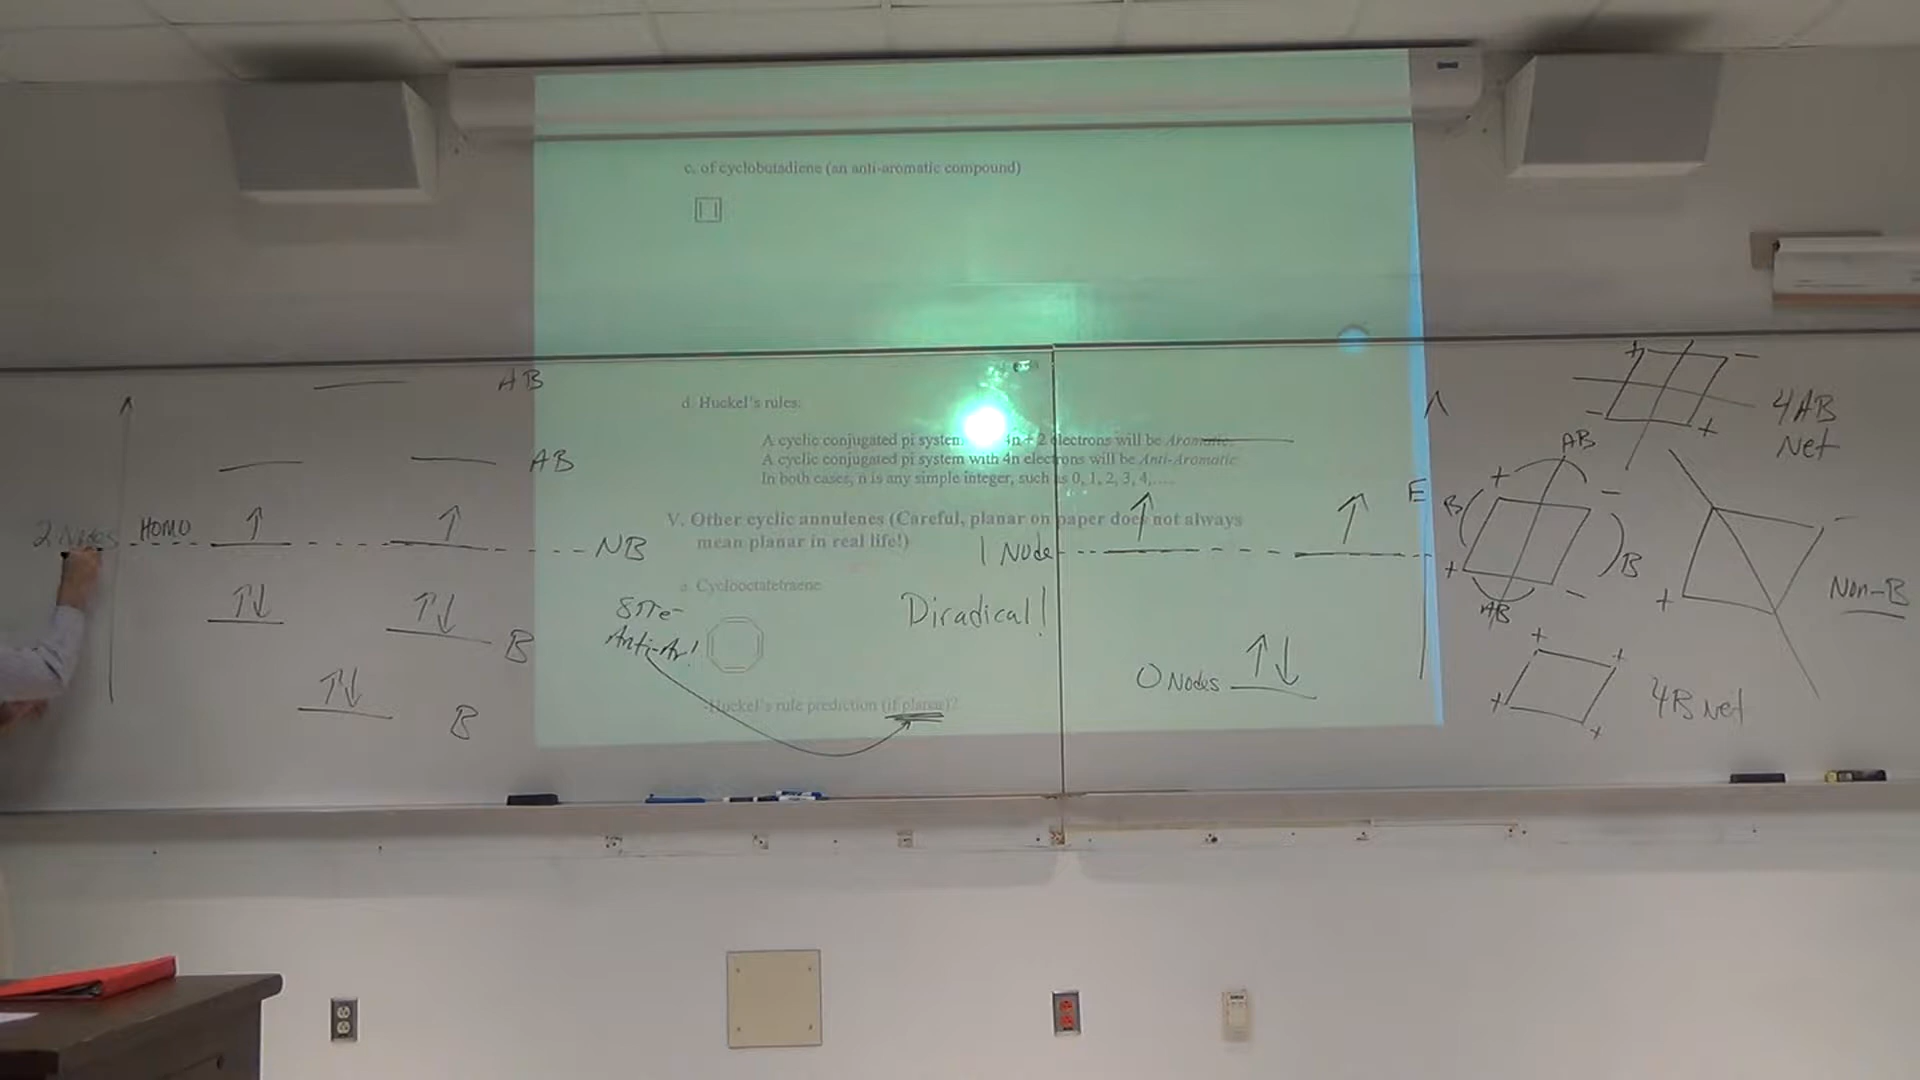 c. of cyclobutadiene (an anti-aromatic compound)
d. Huckel's rules:
A cyclic conjugated pi system 4n + 2 electrons will be Aromatic.
A cyclic conjugated pi system with 4n electrons will be Anti-Aromatic
In both cases, n is any simple integer, such as 0, 1, 2, 3, 4,....
V. Other cyclic annulenes (Careful, planar on paper does not always
mean planar in real life!)
a. Cyclooctatetraene
-Huckel's rule prediction (if planar)?
AB
AB
2 Nodes
HOMO
NB
B
B
8πe-
Anti-Ar!
Diradical!
1 Node
0 Nodes
E
+
-
-
+
4AB
Net
AB
+
-
B
B
+
-
AB
-
+
Non-B
+
+
+
+
4B Net